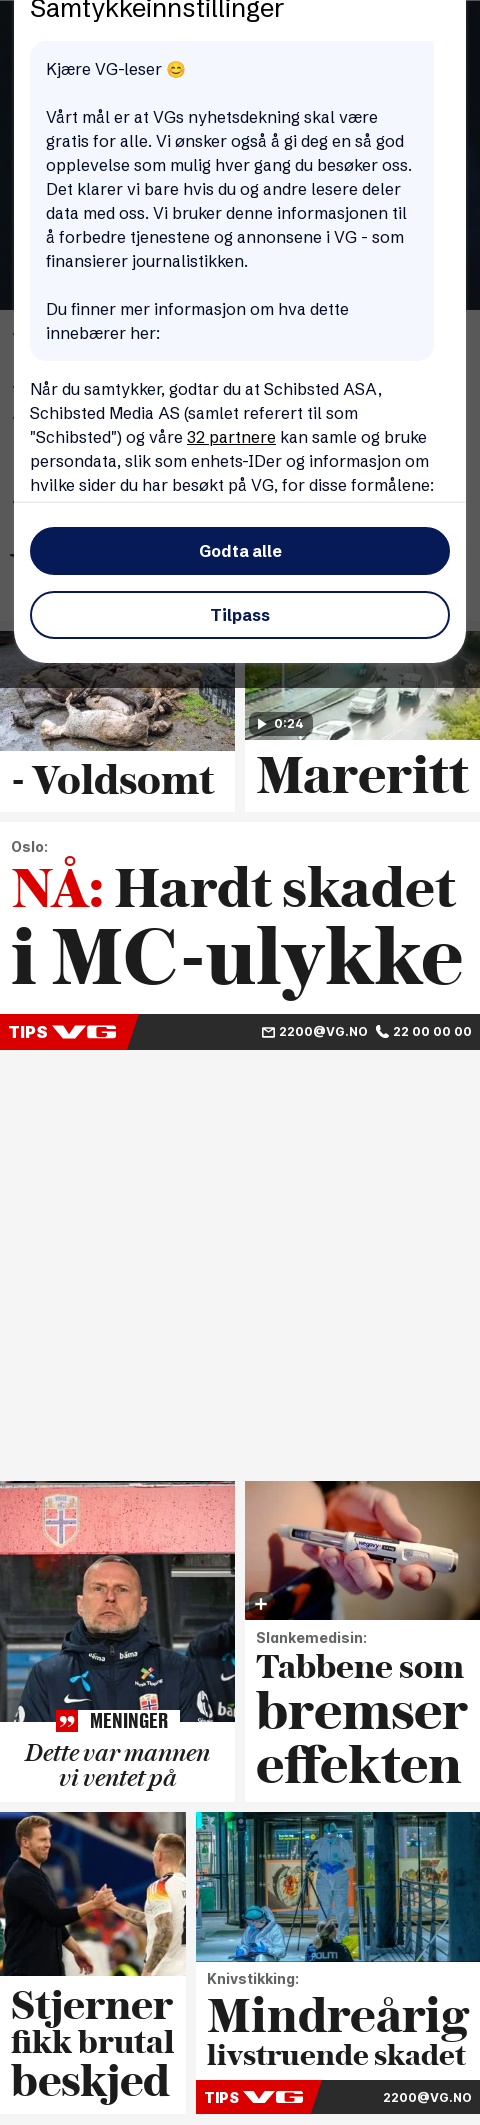 Samtykkeinnstillinger
Kjære VG-leser 😊
Vårt mål er at VGs nyhetsdekning skal være
gratis for alle. Vi ønsker også å gi deg en så god
opplevelse som mulig hver gang du besøker oss.
Det klarer vi bare hvis du og andre lesere deler
data med oss. Vi bruker denne informasjonen til
å forbedre tjenestene og annonsene i VG - som
finansierer journalistikken.
Du finner mer informasjon om hva dette
innebærer her:
Når du samtykker, godtar du at Schibsted ASA,
Schibsted Media AS (samlet referert til som
"Schibsted") og våre 32 partnere kan samle og bruke
persondata, slik som enhets-IDer og informasjon om
hvilke sider du har besøkt på VG, for disse formålene:
Godta alle
Tilpass
0:24
- Voldsomt
Mareritt
Oslo:
NÅ: Hardt skadet
i MC-ulykke
TIPS VG 2200@VG.NO 22 00 00 00
MENINGER
Dette var mannen
vi ventet på
wegovy
Slankemedisin:
Tabbene som
bremser
effekten
Stjerner
fikk brutal
beskjed
POLITI
Knivstikking:
Mindreårig
livstruende skadet
TIPS VG 2200@VG.NO